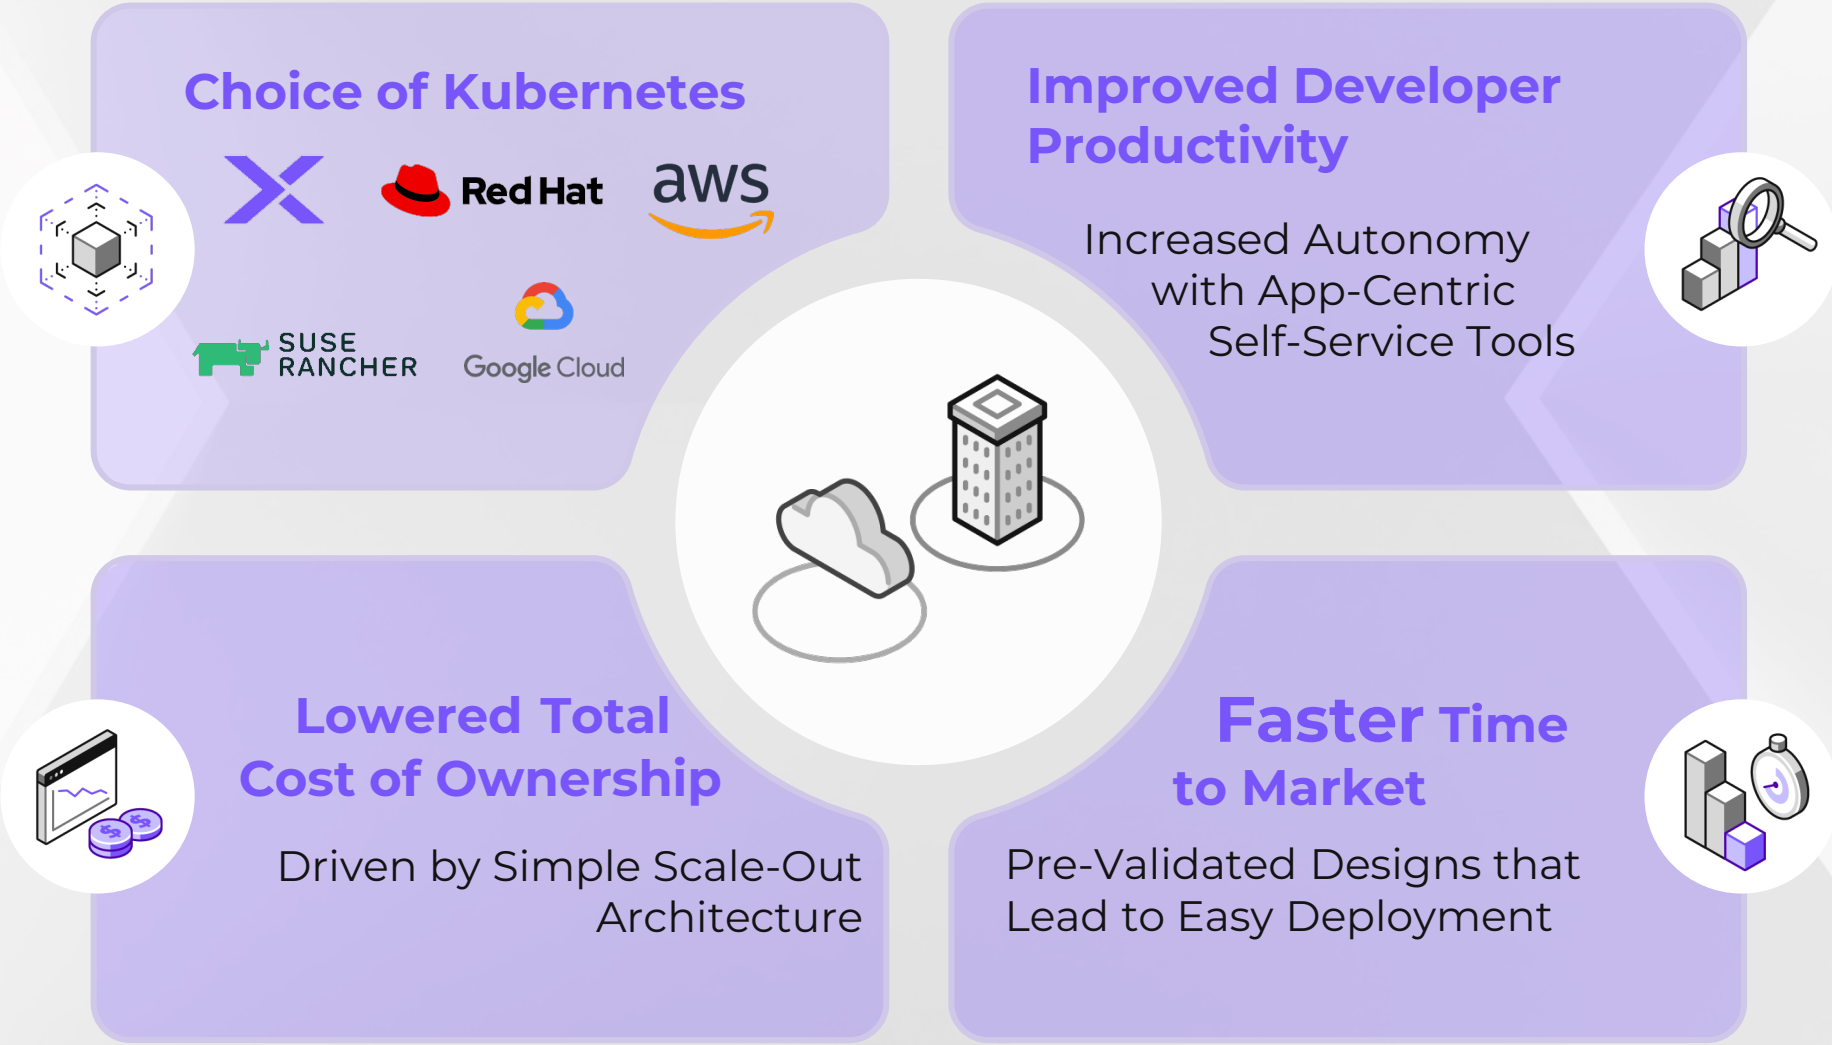 Choice of Kubernetes
Red Hat
aws
SUSE
RANCHER
Google Cloud
Improved Developer
Productivity
Increased Autonomy
with App-Centric
Self-Service Tools
Lowered Total
Cost of Ownership
Driven by Simple Scale-Out
Architecture
Faster Time
to Market
Pre-Validated Designs that
Lead to Easy Deployment